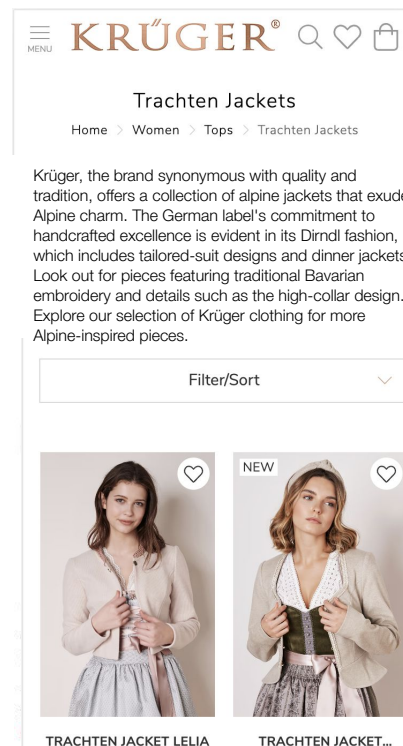 KRÜGER®
MENU
Trachten Jackets
Home > Women > Tops > Trachten Jackets
Krüger, the brand synonymous with quality and
tradition, offers a collection of alpine jackets that exude
Alpine charm. The German label's commitment to
handcrafted excellence is evident in its Dirndl fashion,
which includes tailored-suit designs and dinner jackets
Look out for pieces featuring traditional Bavarian
embroidery and details such as the high-collar design.
Explore our selection of Krüger clothing for more
Alpine-inspired pieces.
Filter/Sort
NEW
TRACHTEN JACKET LELIA
TRACHTEN JACKET...